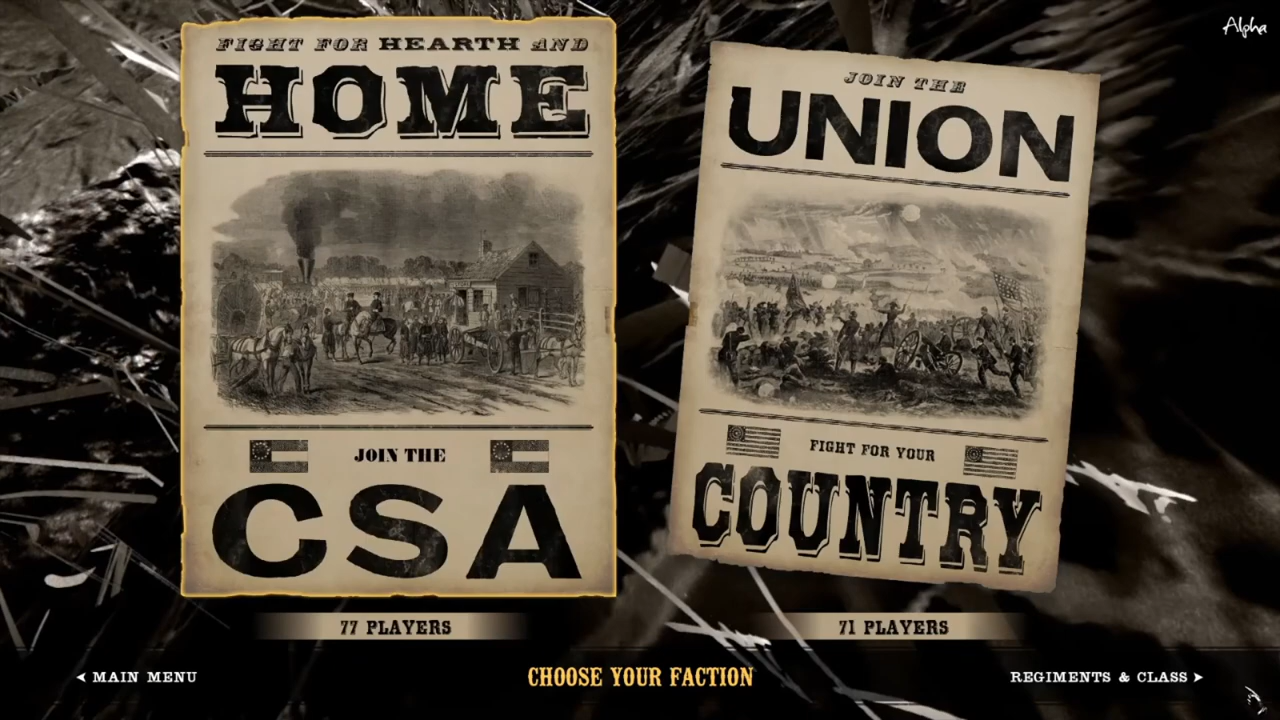 Alpha
FIGHT FOR HEARTH AND
HOME
JOIN THE
CSA
77 PLAYERS
JOIN THE
UNION
FIGHT FOR YOUR
COUNTRY
71 PLAYERS
MAIN MENU
CHOOSE YOUR FACTION
REGIMENTS & CLASS